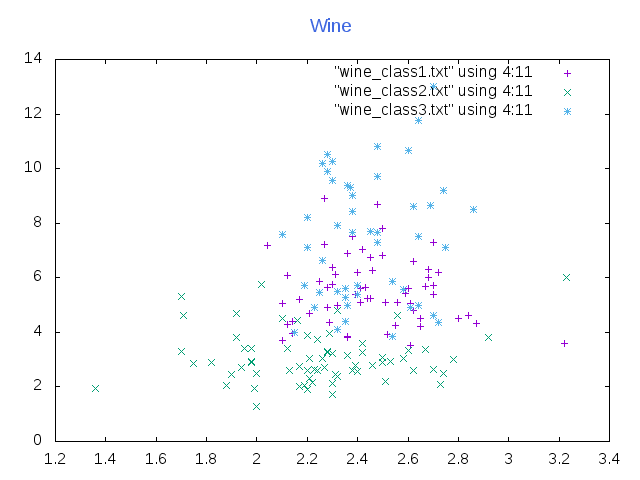 Wine
14
12
10
8
6
4
2
0
"wine_class1.txt" using 4:11
"wine_class2.txt" using 4:11
"wine_class3.txt" using 4:11
1.2 1.4 1.6 1.8 2 2.2 2.4 2.6 2.8 3 3.2 3.4